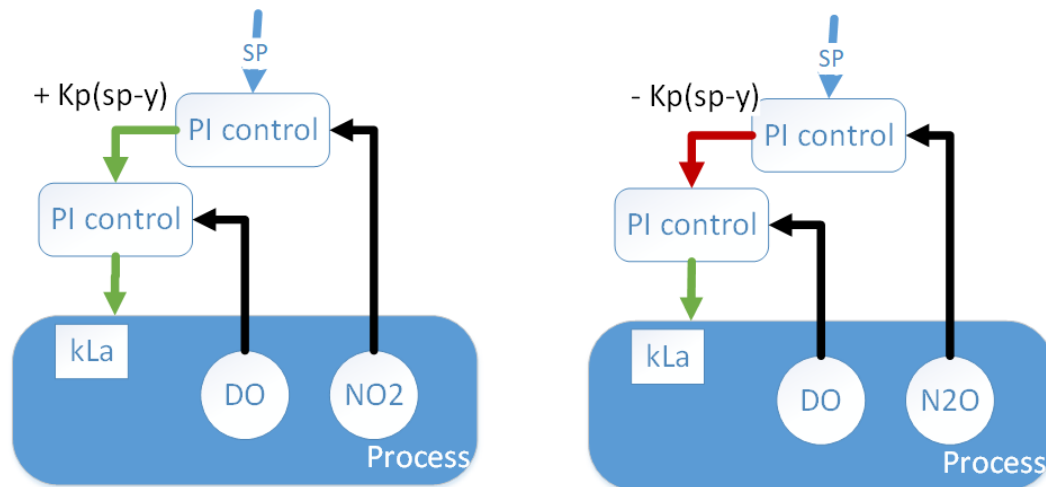 SP
+ Kp(sp-y)
PI control
PI control
kLa
DO
NO2
Process
SP
- Kp(sp-y)
PI control
PI control
kLa
DO
N2O
Process